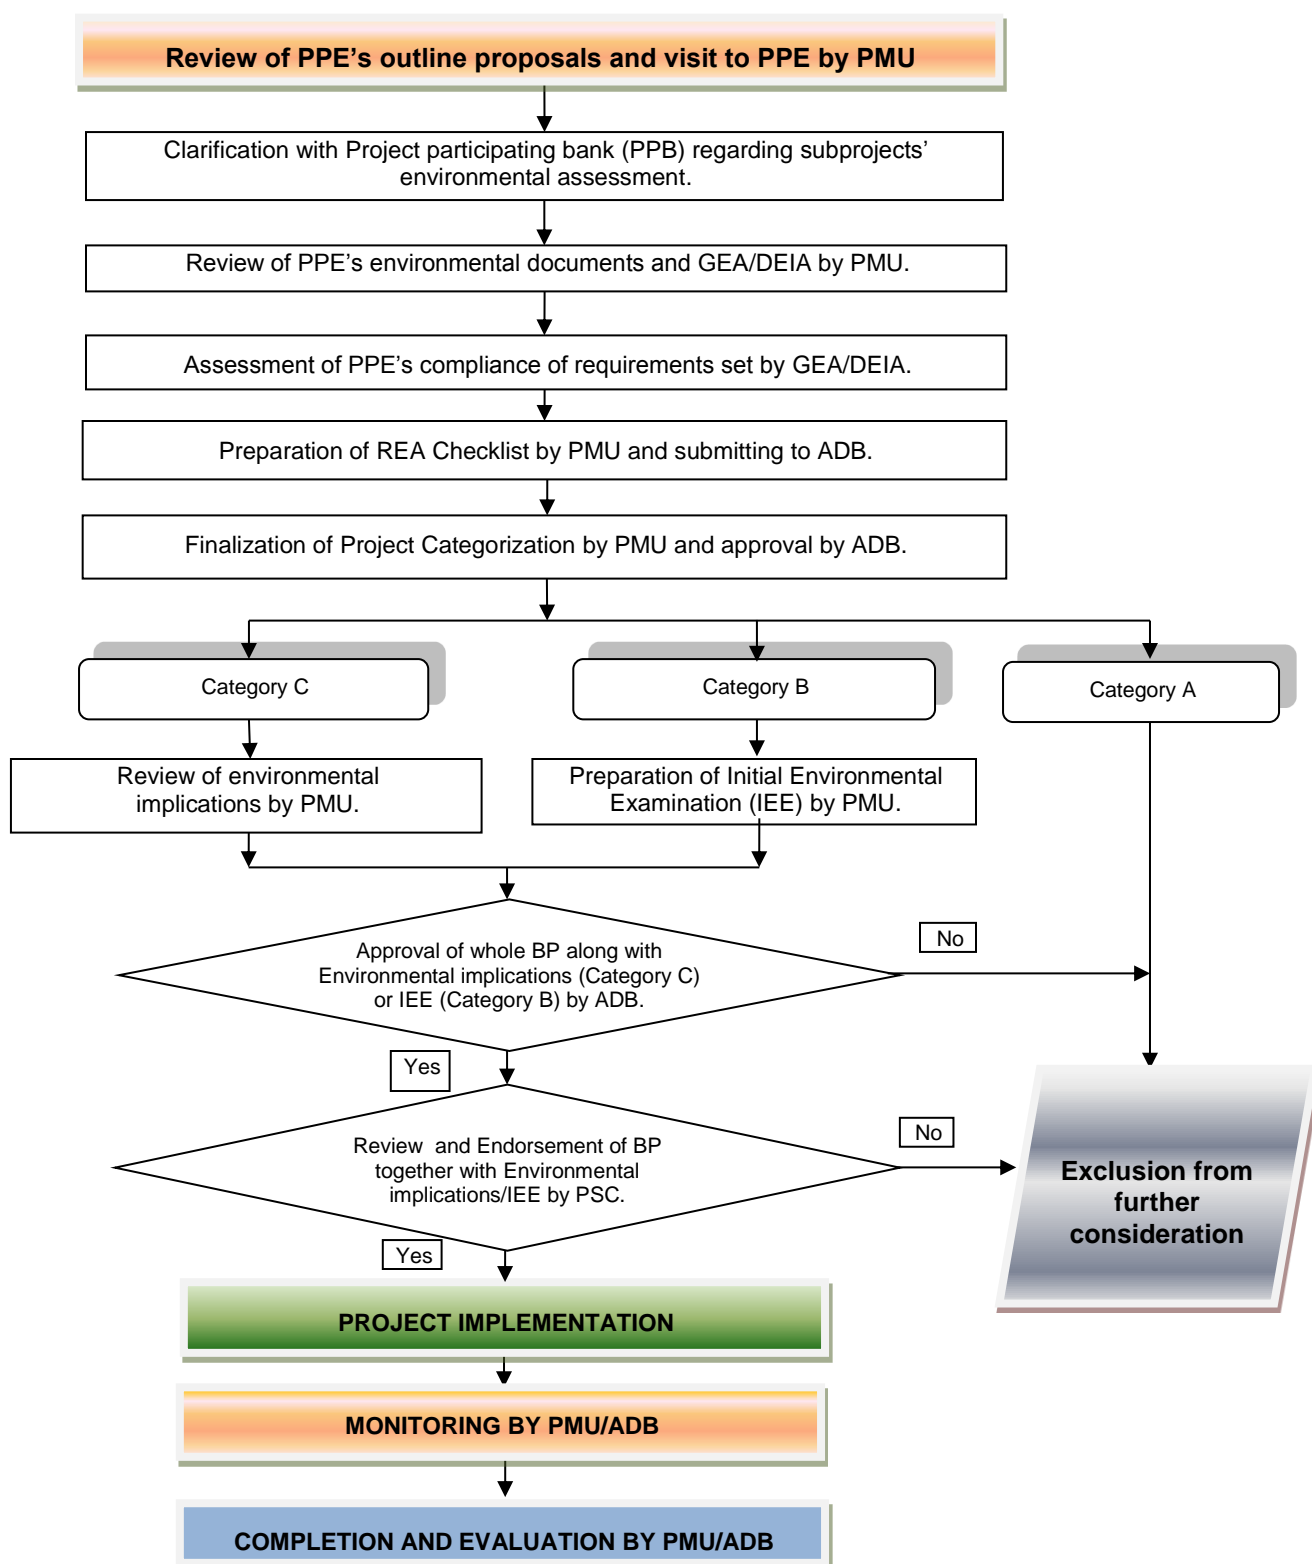 Review of PPE’s outline proposals and visit to PPE by PMU
Clarification with Project participating bank (PPB) regarding subprojects’
environmental assessment.
Review of PPE’s environmental documents and GEA/DEIA by PMU.
Assessment of PPE’s compliance of requirements set by GEA/DEIA.
Preparation of REA Checklist by PMU and submitting to ADB.
Finalization of Project Categorization by PMU and approval by ADB.
Category C
Category B
Category A
Review of environmental
implications by PMU.
Preparation of Initial Environmental
Examination (IEE) by PMU.
Approval of whole BP along with
Environmental implications (Category C)
or IEE (Category B) by ADB.
No
Yes
Review and Endorsement of BP
together with Environmental
implications/IEE by PSC.
No
Exclusion from
further
consideration
Yes
PROJECT IMPLEMENTATION
MONITORING BY PMU/ADB
COMPLETION AND EVALUATION BY PMU/ADB